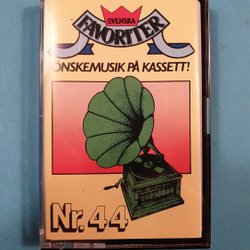 SVENSKA
FAVORITER
ÖNSKEMUSIK PÅ KASSETT!
Nr. 44